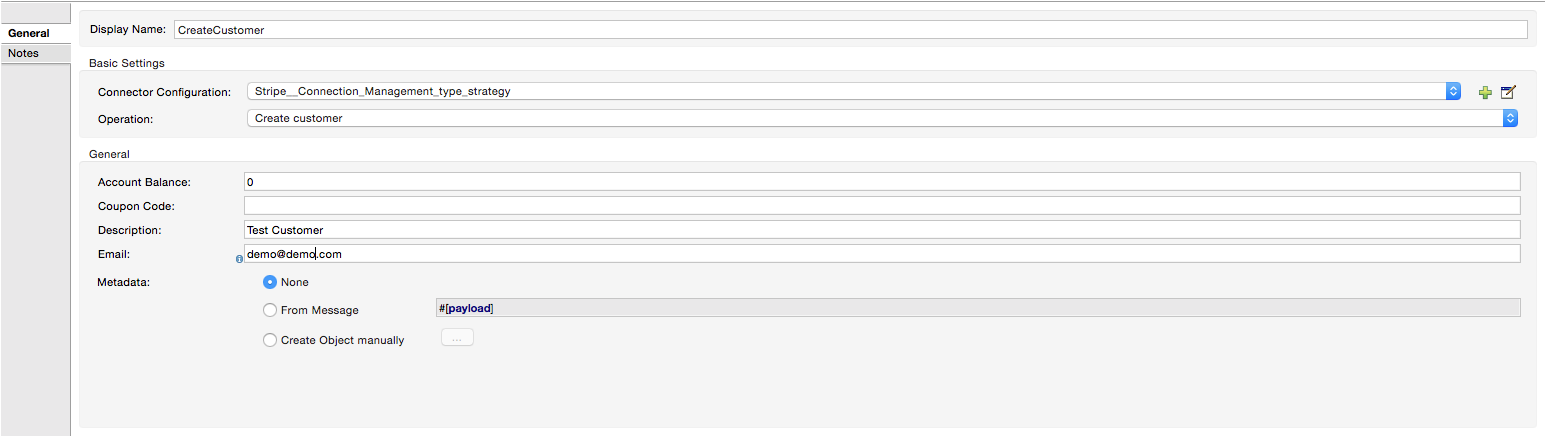 Display Name: CreateCustomer
General
Notes
Basic Settings
Connector Configuration: Stripe__Connection_Management_type_strategy
Operation: Create customer
General
Account Balance: 0
Coupon Code:
Description: Test Customer
Email: demo@demo.com
Metadata: None
From Message #[payload]
Create Object manually ...